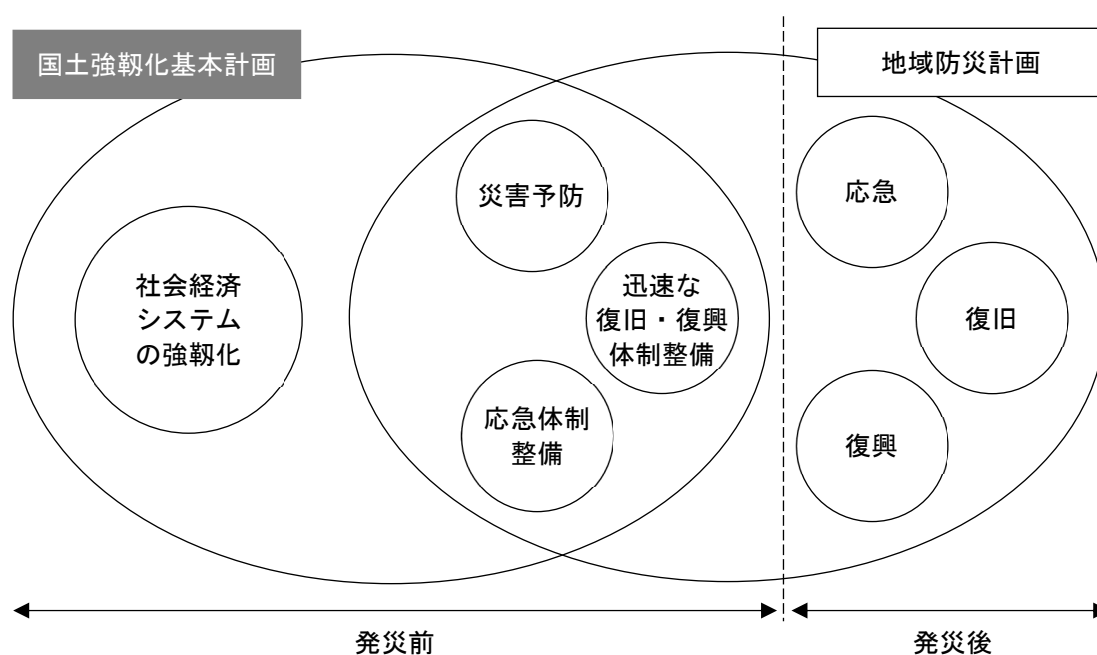 国土強靱化基本計画
地域防災計画
災害予防
応急
社会経済
システム
の強靱化
迅速な
復旧・復興
体制整備
復旧
応急体制
整備
復興
発災前
発災後